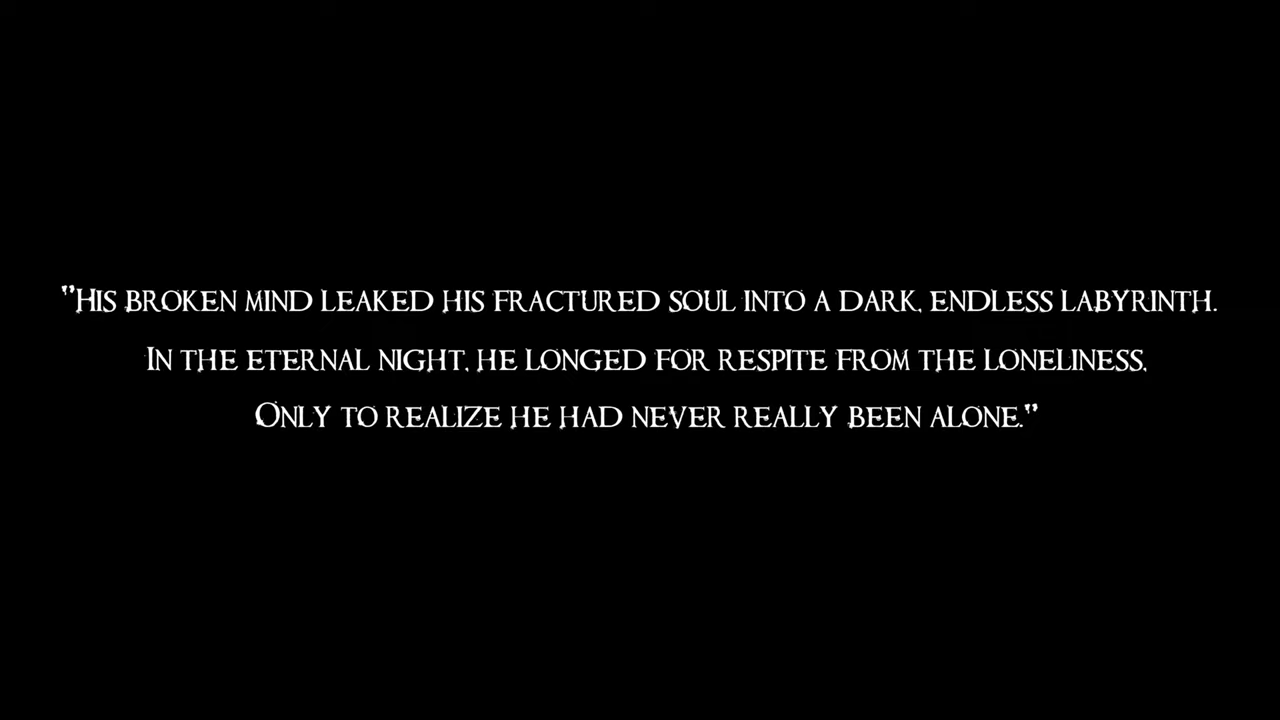 "His broken mind leaked his fractured soul into a dark, endless labyrinth.
In the eternal night, he longed for respite from the loneliness,
Only to realize he had never really been alone."